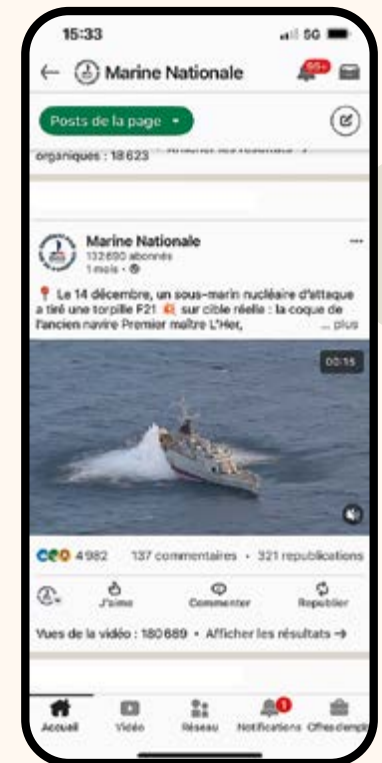 15:33
5G
Marine Nationale
Posts de la page
organiques : 18 623
Marine Nationale
132 690 abonnés
1 mois •
Le 14 décembre, un sous-marin nucléaire d'attaque
a tiré une torpille F21 💥 sur cible réelle : la coque de
l'ancien navire Premier maître L'Her,
... plus
00:15
4 982
137 commentaires • 321 republications
J'aime
Commenter
Republier
Vues de la vidéo : 180 689 • Afficher les résultats →
1
Accueil
Vidéo
Réseau
Notifications
Offres d'emploi